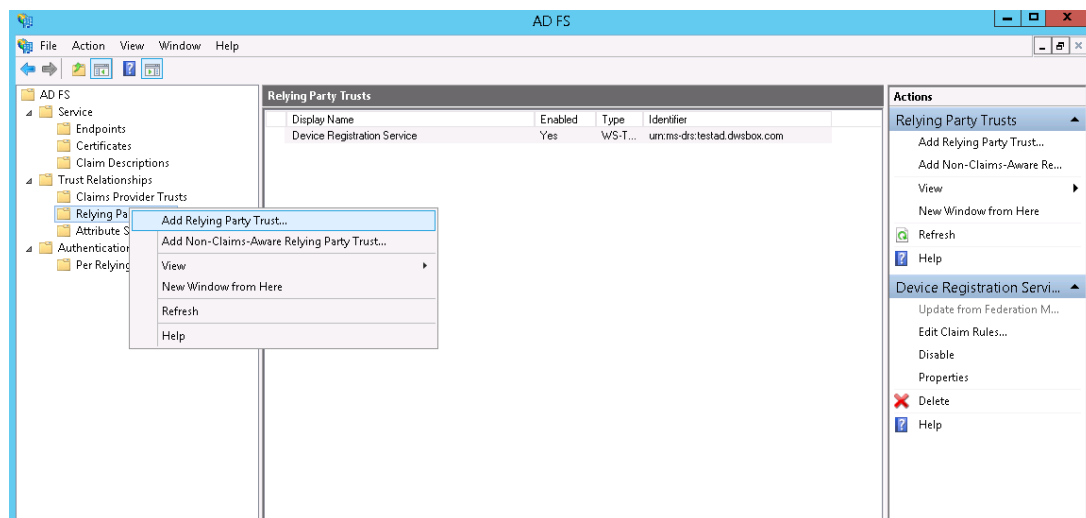 AD FS
File Action View Window Help
AD FS
Service
Endpoints
Certificates
Claim Descriptions
Trust Relationships
Claims Provider Trusts
Relying Pa
Attribute S
Authentication
Per Relying
Add Relying Party Trust...
Add Non-Claims-Aware Relying Party Trust...
View
New Window from Here
Refresh
Help
Relying Party Trusts
Display Name Enabled Type Identifier
Device Registration Service Yes WS-T... urn:ms-drs:testad.dwsbox.com
Actions
Relying Party Trusts
Add Relying Party Trust...
Add Non-Claims-Aware Re...
View
New Window from Here
Refresh
Help
Device Registration Servi...
Update from Federation M...
Edit Claim Rules...
Disable
Properties
Delete
Help